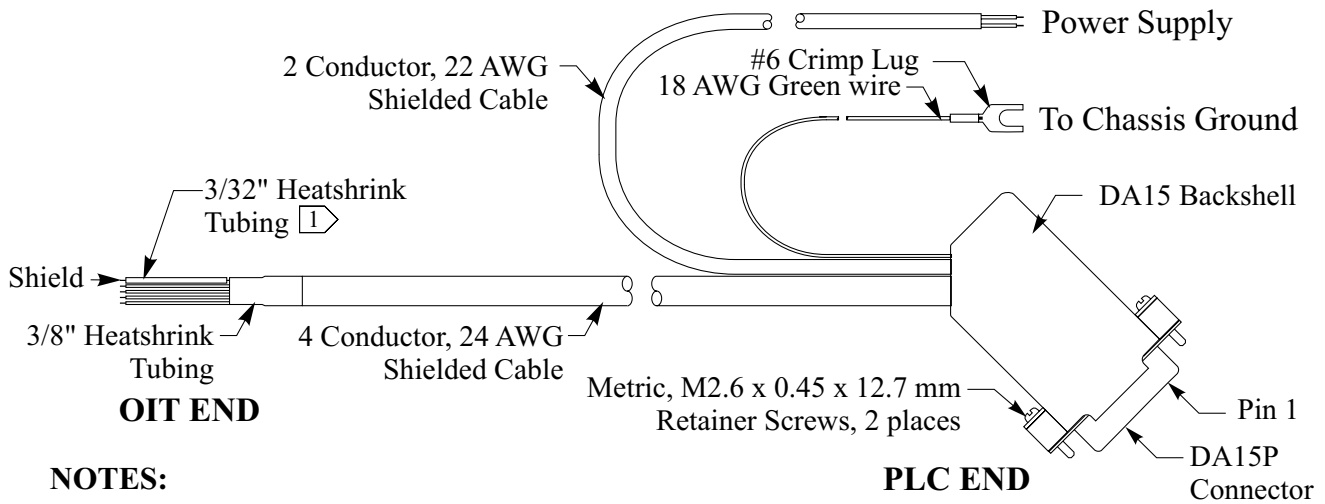 Power Supply
2 Conductor, 22 AWG
Shielded Cable
#6 Crimp Lug
18 AWG Green wire
To Chassis Ground
3/32" Heatshrink
Tubing 1
DA15 Backshell
Shield
3/8" Heatshrink
Tubing
4 Conductor, 24 AWG
Shielded Cable
Metric, M2.6 x 0.45 x 12.7 mm
Retainer Screws, 2 places
Pin 1
OIT END
DA15P
Connector
NOTES:
PLC END